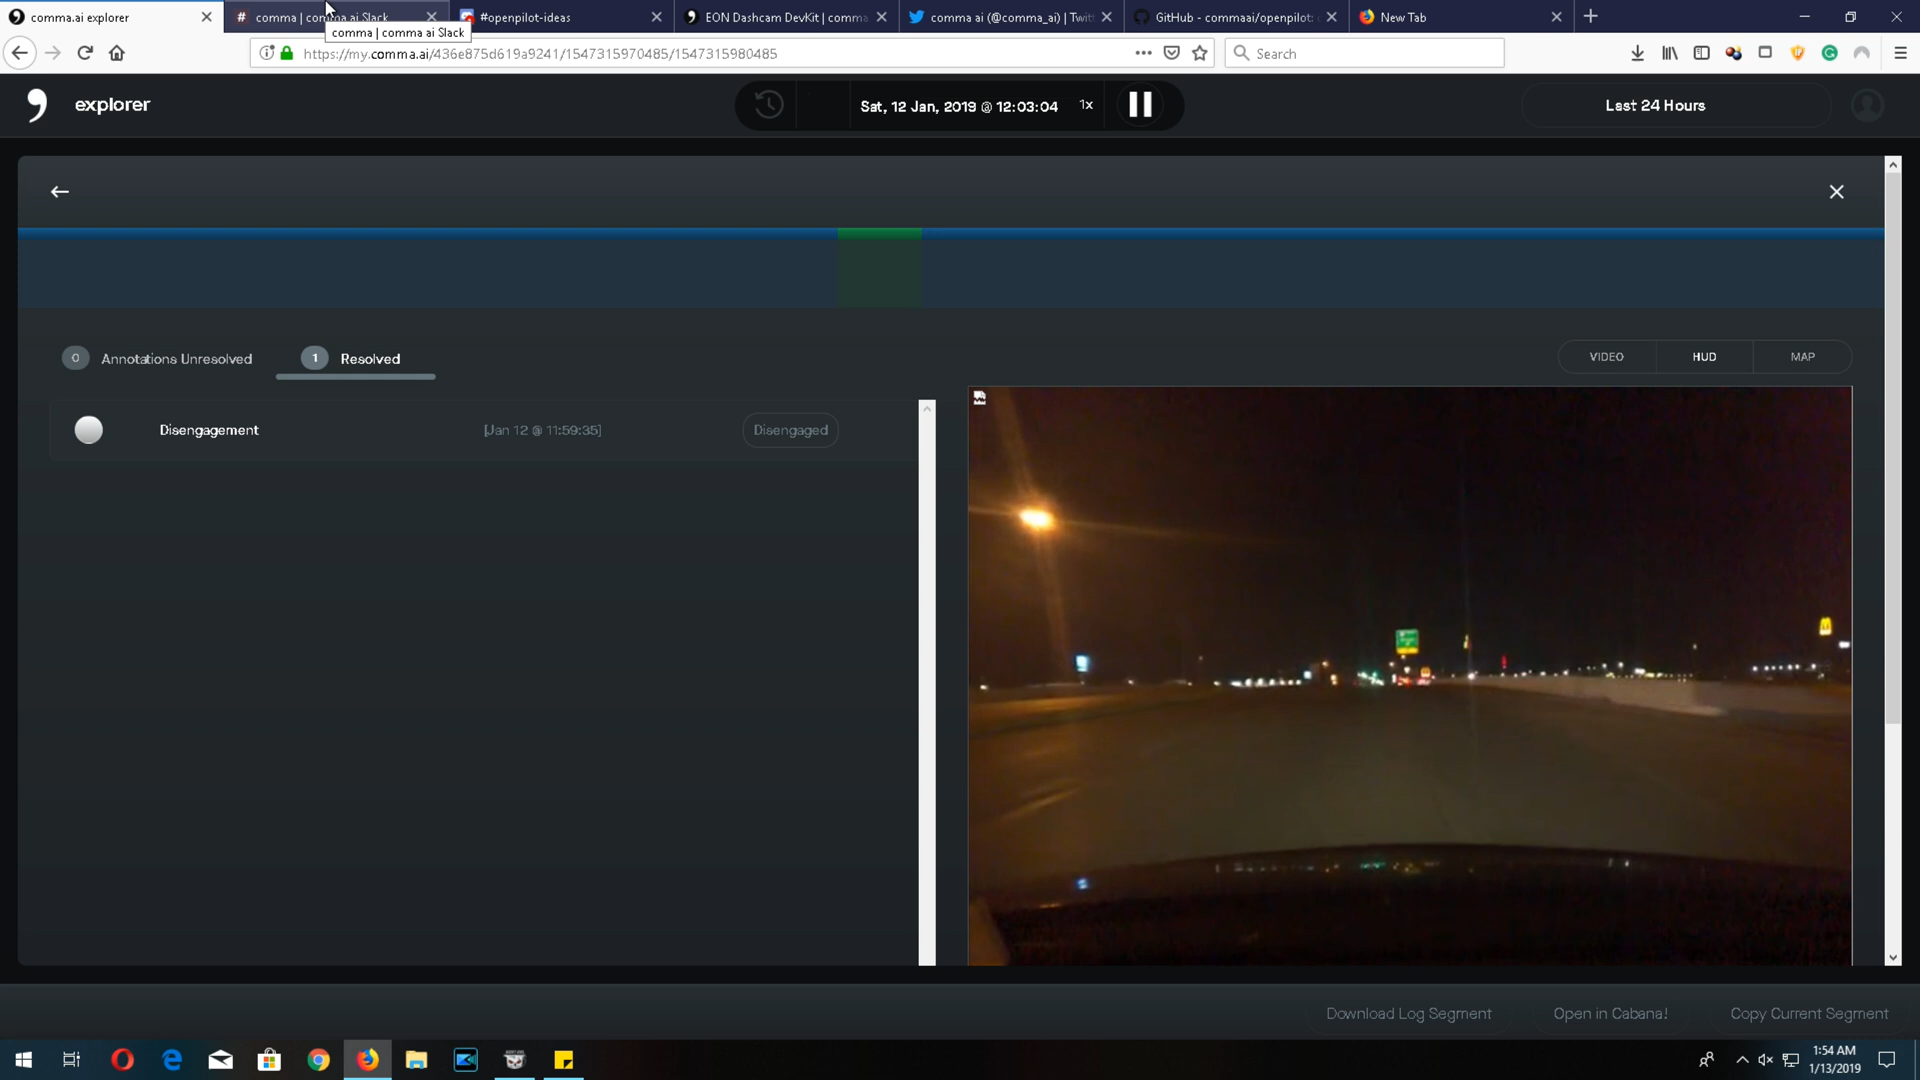 comma.ai explorer
comma | comma ai Slack
#openpilot-ideas
EON Dashcam DevKit | comma
comma ai (@comma_ai) | Twitt
GitHub - commaai/openpilot:
New Tab
comma | comma ai Slack
https://my.comma.ai/436e875d619a9241/1547315970485/1547315980485
Search
explorer
Sat, 12 Jan, 2019 @ 12:03:04
1x
Last 24 Hours
0 Annotations Unresolved
1 Resolved
VIDEO
HUD
MAP
Disengagement
[Jan 12 @ 11:59:35]
Disengaged
Download Log Segment
Open in Cabana!
Copy Current Segment
1:54 AM
1/13/2019